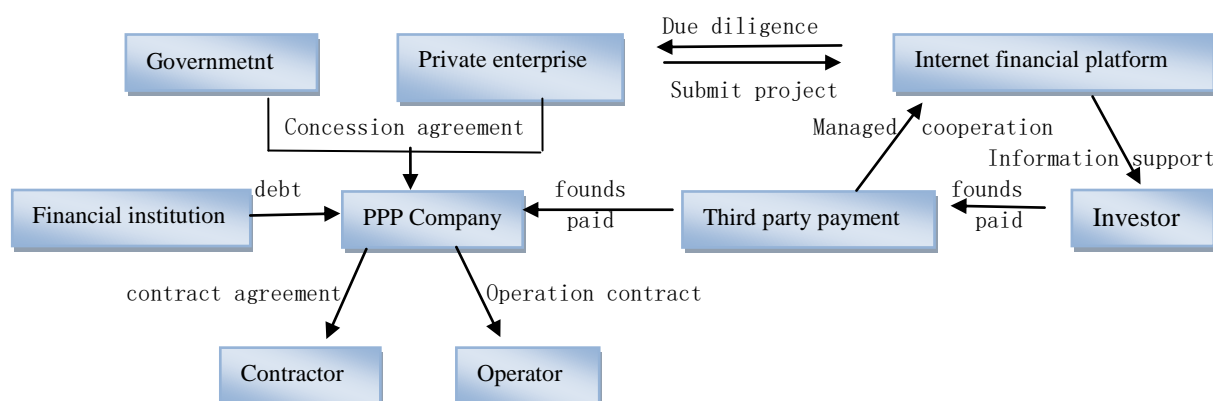 Due diligence
Governmetnt
Private enterprise
Internet financial platform
Submit project
Concession agreement
Managed cooperation
Information support
debt
founds
paid
founds
paid
Financial institution
PPP Company
Third party payment
Investor
contract agreement
Operation contract
Contractor
Operator